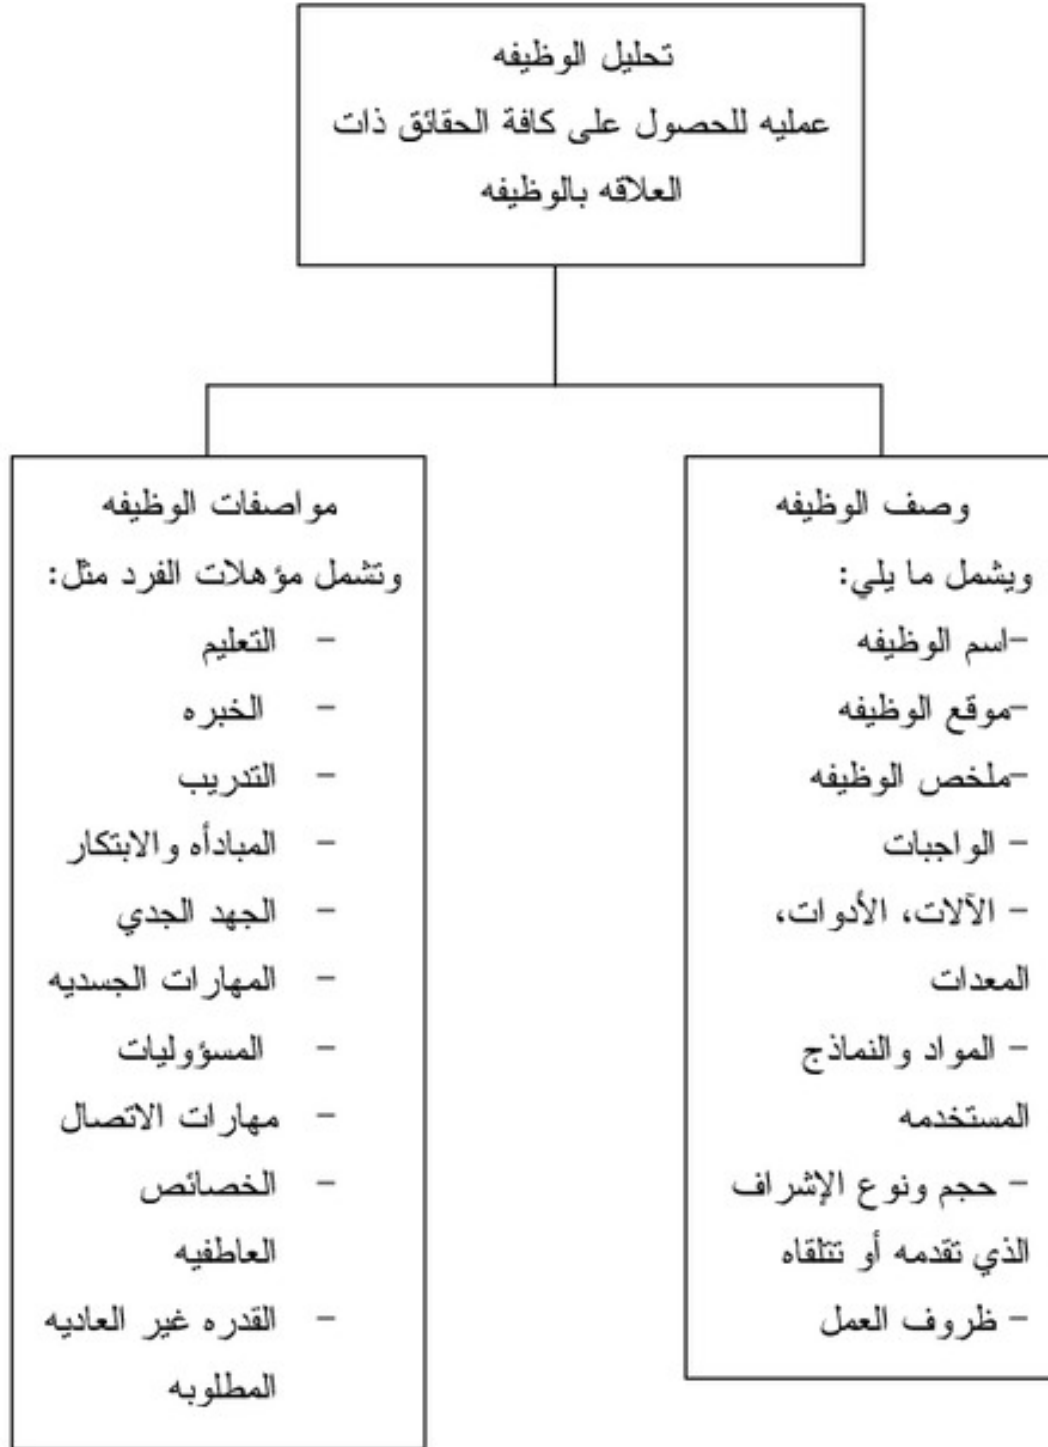 تحليل الوظيفه
عمليه للحصول على كافة الحقائق ذات
العلاقه بالوظيفه
وصف الوظيفه
ويشمل ما يلي:
-اسم الوظيفه
-موقع الوظيفه
-ملخص الوظيفه
- الواجبات
- الآلات، الأدوات،
المعدات
- المواد والنماذج
المستخدمه
- حجم ونوع الإشراف
الذي تقدمه أو تتلقاه
- ظروف العمل
مواصفات الوظيفه
وتشمل مؤهلات الفرد مثل:
- التعليم
- الخبره
- التدريب
- المبادأه والابتكار
- الجهد الجدي
- المهارات الجسديه
- المسؤوليات
- مهارات الاتصال
- الخصائص
العاطفيه
- القدره غير العاديه
المطلوبه